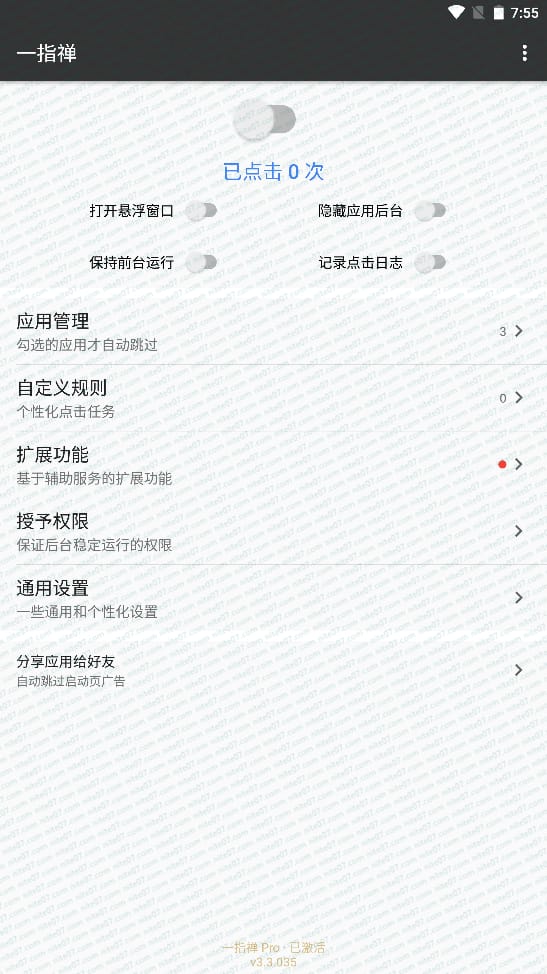 7:55
一指禅
已点击 0 次
打开悬浮窗口
隐藏应用后台
保持前台运行
记录点击日志
应用管理
勾选的应用才自动跳过
3
自定义规则
个性化点击任务
0
扩展功能
基于辅助服务的扩展功能
授予权限
保证后台稳定运行的权限
通用设置
一些通用和个性化设置
分享应用给好友
自动跳过启动页广告
一指禅 Pro · 已激活
v3.3.035
nite07.com